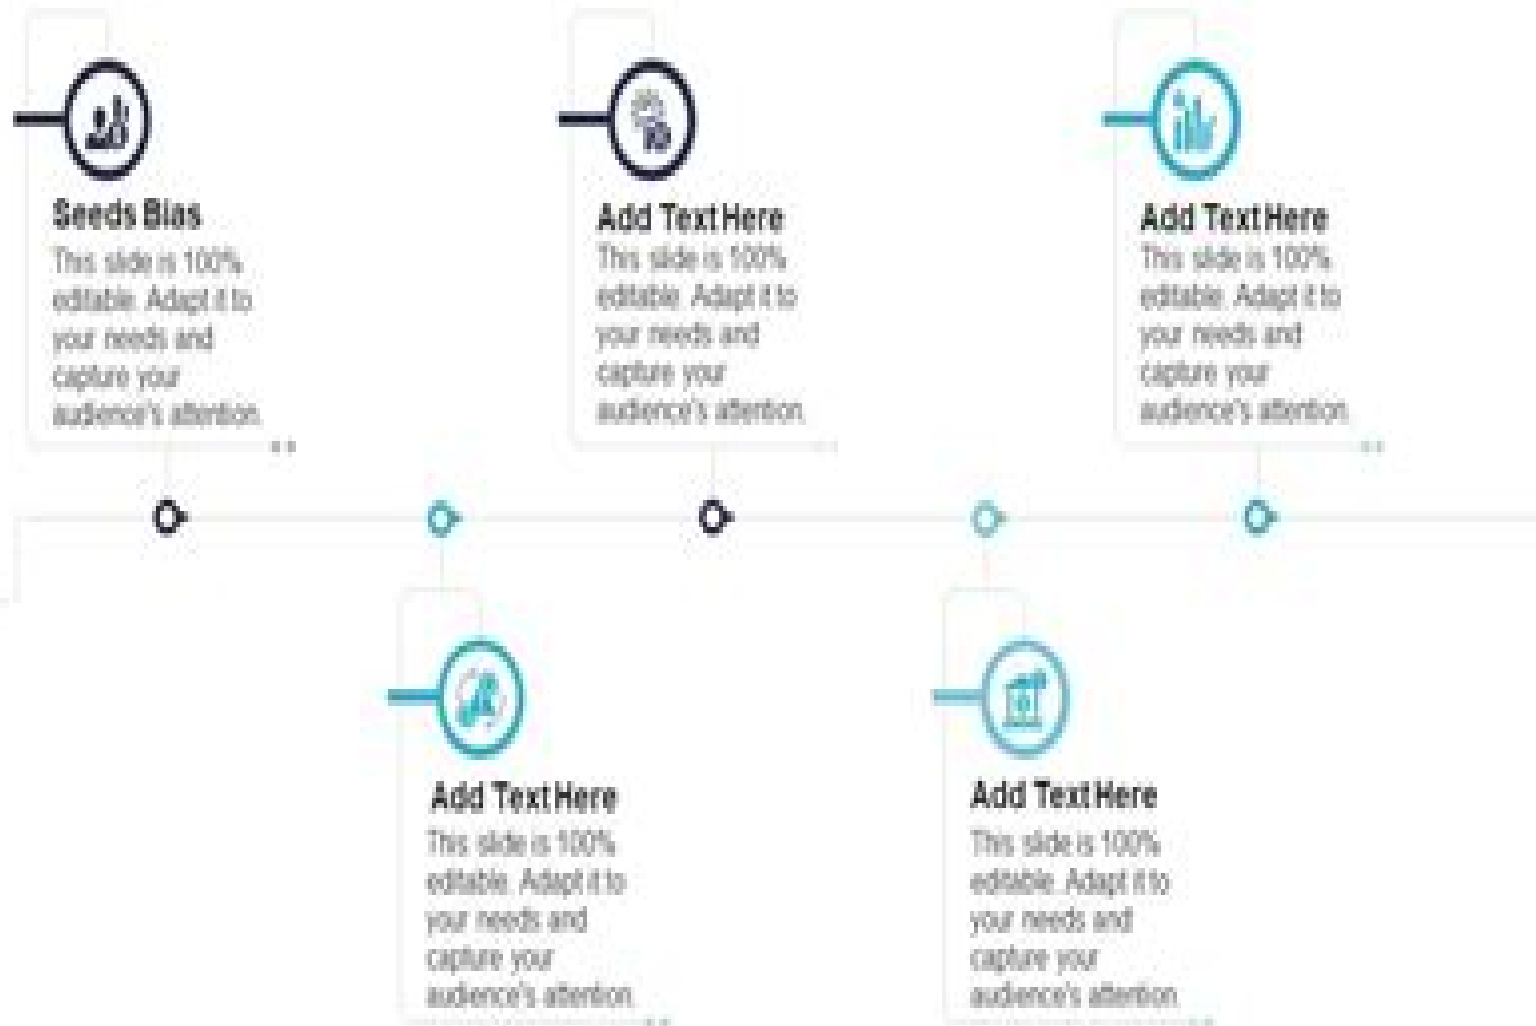 Seeds Bias
This slide is 100%
editable. Adapt it to
your needs and
capture your
audience's attention.
Add Text Here
This slide is 100%
editable. Adapt it to
your needs and
capture your
audience's attention.
Add Text Here
This slide is 100%
editable. Adapt it to
your needs and
capture your
audience's attention.
Add Text Here
This slide is 100%
editable. Adapt it to
your needs and
capture your
audience's attention.
Add Text Here
This slide is 100%
editable. Adapt it to
your needs and
capture your
audience's attention.